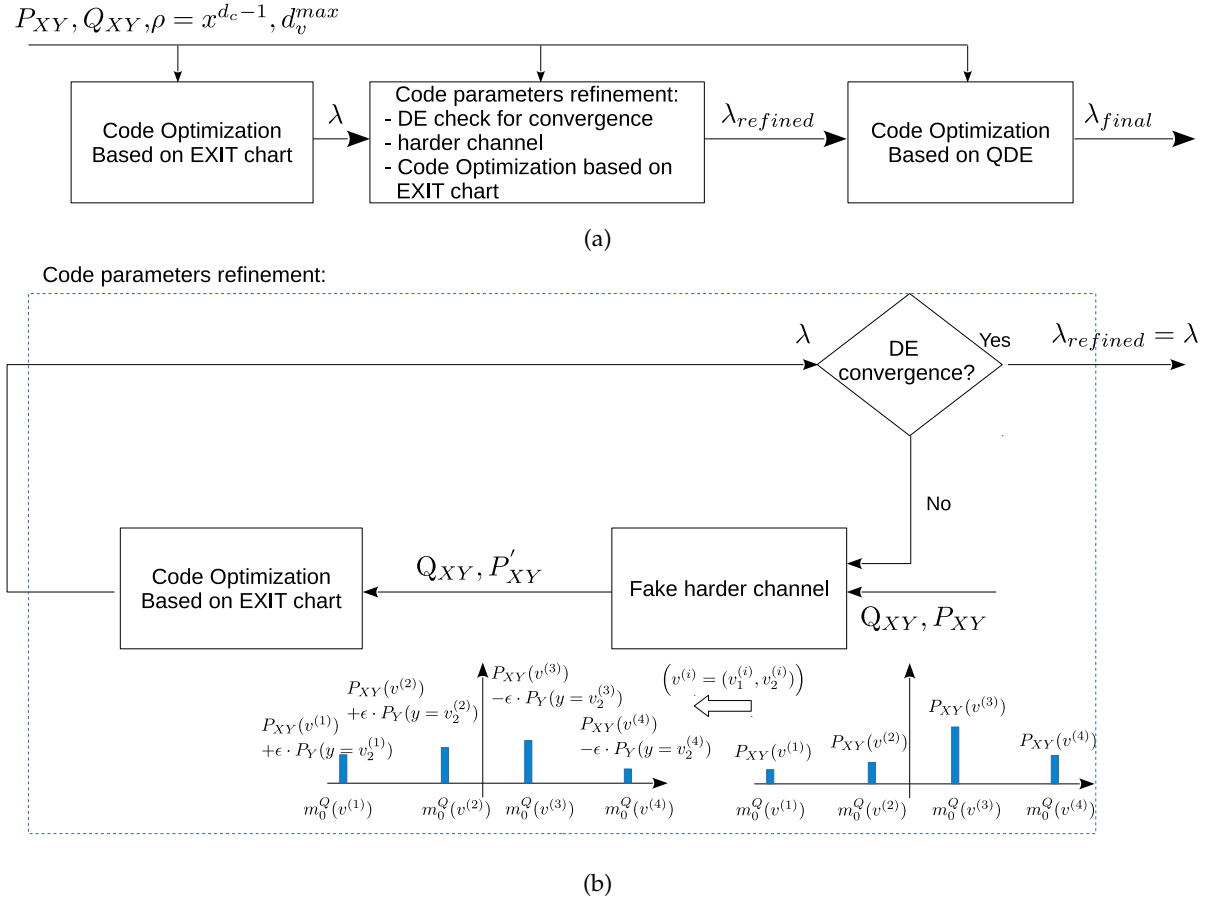 P_{XY}, Q_{XY}, ρ = x^{d_c−1}, d_v^{max}
Code Optimization
Based on EXIT chart
λ
Code parameters refinement:
- DE check for convergence
- harder channel
- Code Optimization based on
EXIT chart
λ_{refined}
Code Optimization
Based on QDE
λ_{final}
(a)
Code parameters refinement:
λ
DE
convergence?
Yes
λ_{refined} = λ
No
Code Optimization
Based on EXIT chart
Q_{XY}, P'_{XY}
Fake harder channel
Q_{XY}, P_{XY}
P_{XY}(v^{(1)})
+ϵ · P_Y(y = v_2^{(1)})
P_{XY}(v^{(2)})
+ϵ · P_Y(y = v_2^{(2)})
P_{XY}(v^{(3)})
−ϵ · P_Y(y = v_2^{(3)})
P_{XY}(v^{(4)})
−ϵ · P_Y(y = v_2^{(4)})
(v^{(i)} = (v_1^{(i)}, v_2^{(i)}))
P_{XY}(v^{(1)})
P_{XY}(v^{(2)})
P_{XY}(v^{(3)})
P_{XY}(v^{(4)})
m_0^Q(v^{(1)})
m_0^Q(v^{(2)})
m_0^Q(v^{(3)})
m_0^Q(v^{(4)})
m_0^Q(v^{(1)})
m_0^Q(v^{(2)})
m_0^Q(v^{(3)})
m_0^Q(v^{(4)})
(b)